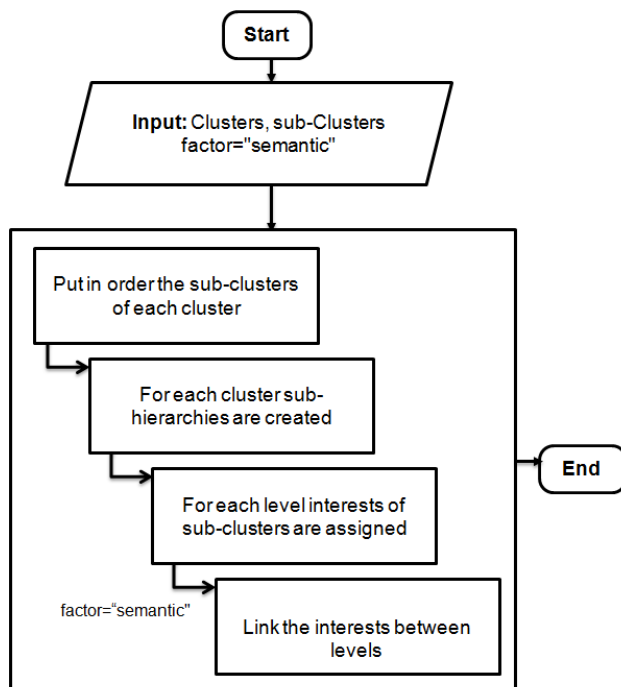 Start
Input: Clusters, sub-Clusters
factor="semantic"
Put in order the sub-clusters
of each cluster
For each cluster sub-
hierarchies are created
For each level interests of
sub-clusters are assigned
End
factor=“semantic"
Link the interests between
levels